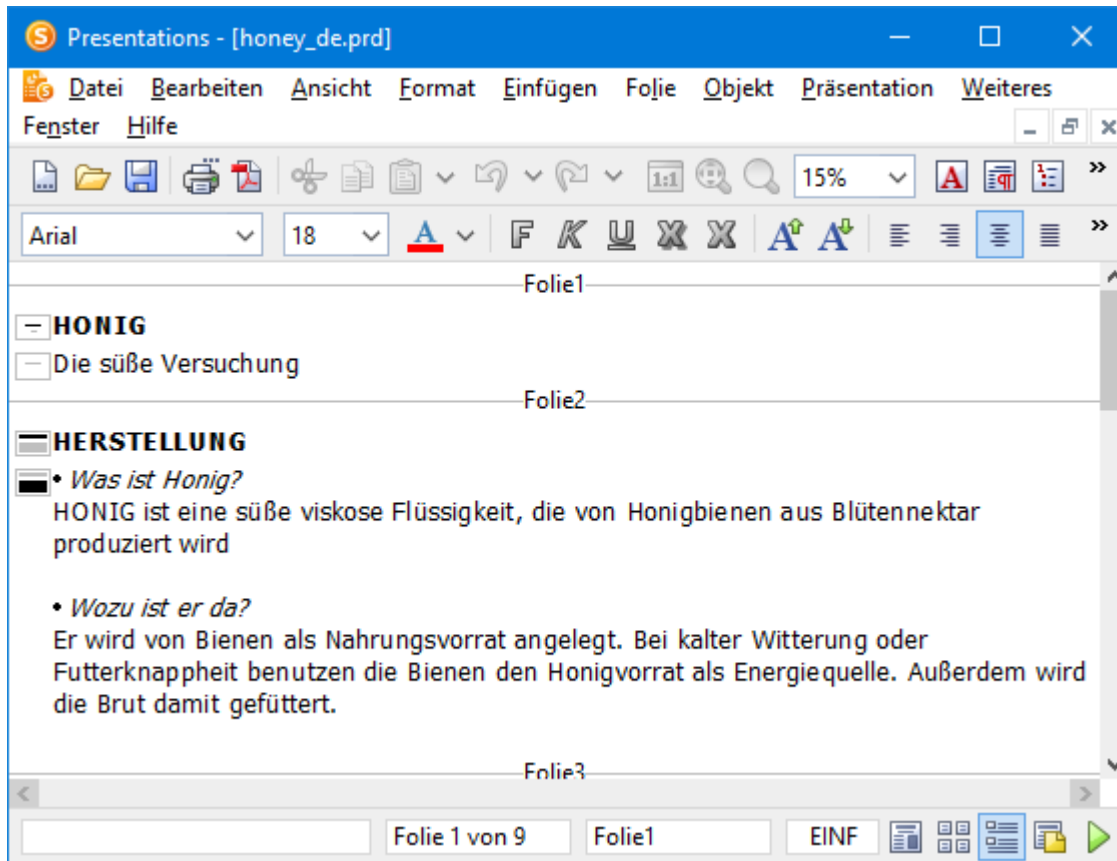 Presentations - [honey_de.prd]
Datei Bearbeiten Ansicht Format Einfügen Folie Objekt Präsentation Weiteres
Fenster Hilfe
1:1 15% A
Arial 18 A F K U X X A A
Folie1
HONIG
Die süße Versuchung
Folie2
HERSTELLUNG
• Was ist Honig?
HONIG ist eine süße viskose Flüssigkeit, die von Honigbienen aus Blütennektar
produziert wird
• Wozu ist er da?
Er wird von Bienen als Nahrungsvorrat angelegt. Bei kalter Witterung oder
Futterknappheit benutzen die Bienen den Honigvorrat als Energiequelle. Außerdem wird
die Brut damit gefüttert.
Folie3
Folie 1 von 9 Folie1 EINF